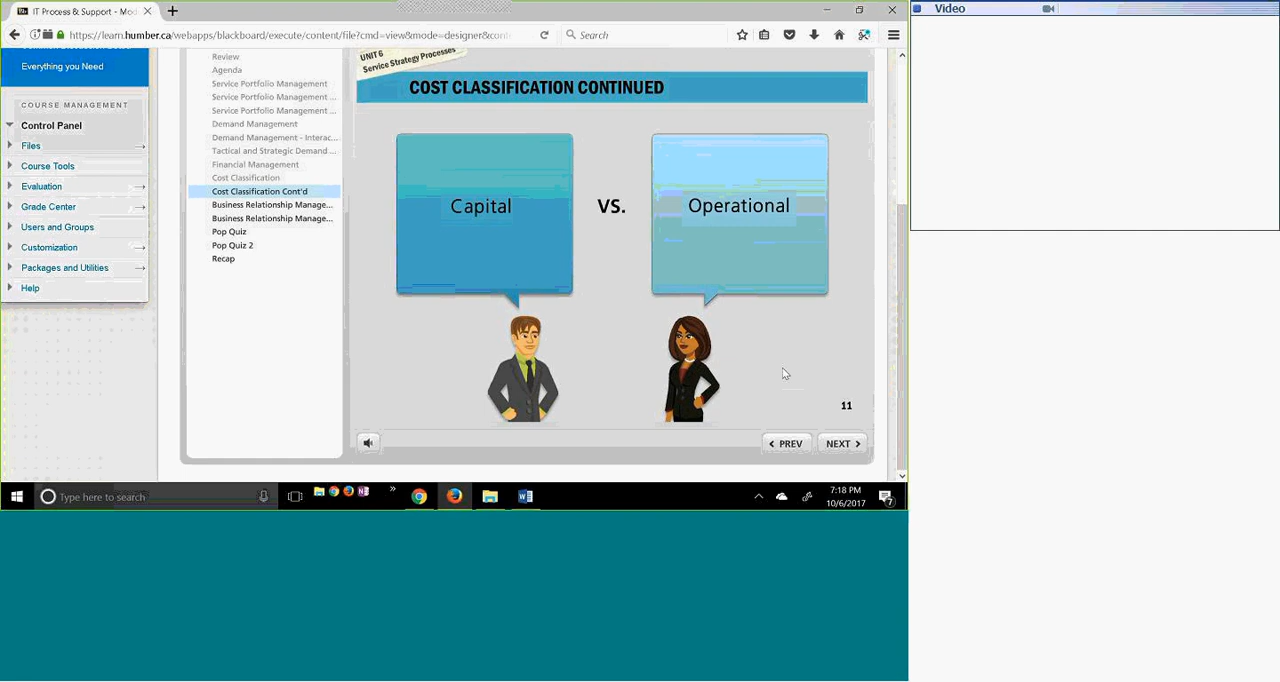 IT Process & Support - Mod
Video
https://learn.humber.ca/webapps/blackboard/execute/content/file?cmd=view&mode=designer&cont
Search
Everything you Need
COURSE MANAGEMENT
Control Panel
Files
Course Tools
Evaluation
Grade Center
Users and Groups
Customization
Packages and Utilities
Help
Review
Agenda
Service Portfolio Management
Service Portfolio Management ...
Service Portfolio Management ...
Demand Management
Demand Management - Interac...
Tactical and Strategic Demand ...
Financial Management
Cost Classification
Cost Classification Cont'd
Business Relationship Manage...
Business Relationship Manage...
Pop Quiz
Pop Quiz 2
Recap
UNIT 6
Service Strategy Processes
COST CLASSIFICATION CONTINUED
Capital
VS.
Operational
11
PREV
NEXT
Type here to search
7:18 PM
10/6/2017
7